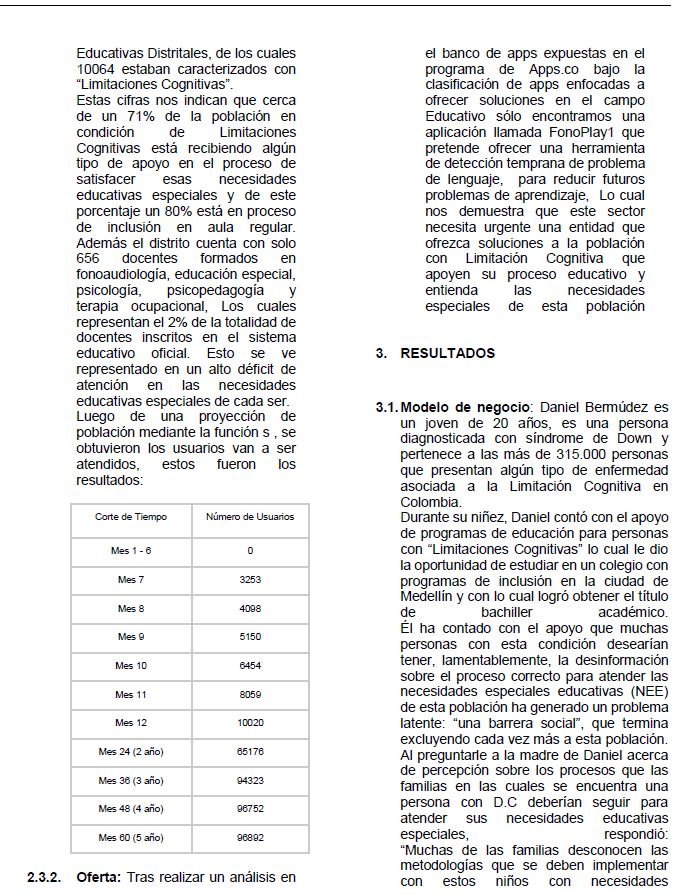 Educativas Distritales, de los cuales
10064 estaban caracterizados con
“Limitaciones Cognitivas”.
Estas cifras nos indican que cerca
de un 71% de la población en
condición de Limitaciones
Cognitivas está recibiendo algún
tipo de apoyo en el proceso de
satisfacer esas necesidades
educativas especiales y de este
porcentaje un 80% está en proceso
de inclusión en aula regular.
Además el distrito cuenta con solo
656 docentes formados en
fonoaudiología, educación especial,
psicología, psicopedagogía y
terapia ocupacional, Los cuales
representan el 2% de la totalidad de
docentes inscritos en el sistema
educativo oficial. Esto se ve
representado en un alto déficit de
atención en las necesidades
educativas especiales de cada ser.
Luego de una proyección de
población mediante la función s , se
obtuvieron los usuarios van a ser
atendidos, estos fueron los
resultados:
Corte de Tiempo Número de Usuarios
Mes 1 - 6 0
Mes 7 3253
Mes 8 4098
Mes 9 5150
Mes 10 6454
Mes 11 8059
Mes 12 10020
Mes 24 (2 año) 65176
Mes 36 (3 año) 94323
Mes 48 (4 año) 96752
Mes 60 (5 año) 96892
2.3.2. Oferta: Tras realizar un análisis en
el banco de apps expuestas en el
programa de Apps.co bajo la
clasificación de apps enfocadas a
ofrecer soluciones en el campo
Educativo sólo encontramos una
aplicación llamada FonoPlay1 que
pretende ofrecer una herramienta
de detección temprana de problema
de lenguaje, para reducir futuros
problemas de aprendizaje, Lo cual
nos demuestra que este sector
necesita urgente una entidad que
ofrezca soluciones a la población
con Limitación Cognitiva que
apoyen su proceso educativo y
entienda las necesidades
especiales de esta población
3. RESULTADOS
3.1. Modelo de negocio: Daniel Bermúdez es
un joven de 20 años, es una persona
diagnosticada con síndrome de Down y
pertenece a las más de 315.000 personas
que presentan algún tipo de enfermedad
asociada a la Limitación Cognitiva en
Colombia.
Durante su niñez, Daniel contó con el apoyo
de programas de educación para personas
con “Limitaciones Cognitivas” lo cual le dio
la oportunidad de estudiar en un colegio con
programas de inclusión en la ciudad de
Medellín y con lo cual logró obtener el título
de bachiller académico.
Él ha contado con el apoyo que muchas
personas con esta condición desearían
tener, lamentablemente, la desinformación
sobre el proceso correcto para atender las
necesidades especiales educativas (NEE)
de esta población ha generado un problema
latente: “una barrera social”, que termina
excluyendo cada vez más a esta población.
Al preguntarle a la madre de Daniel acerca
de percepción sobre los procesos que las
familias en las cuales se encuentra una
persona con D.C deberían seguir para
atender sus necesidades educativas
especiales, respondió:
“Muchas de las familias desconocen las
metodologías que se deben implementar
con estos niños con necesidades